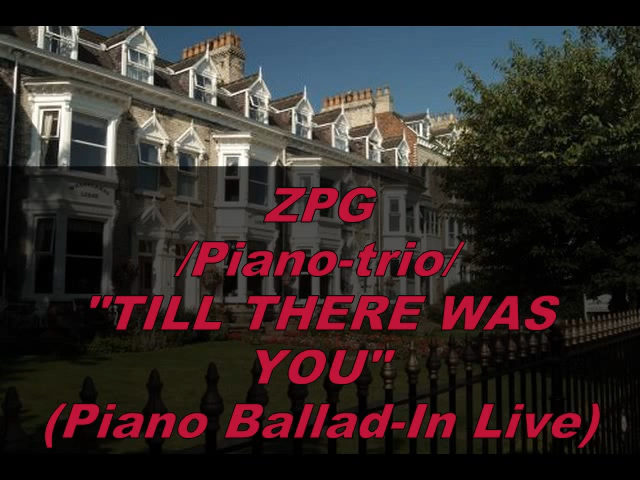 ZPG
/Piano-trio/
"TILL THERE WAS
YOU"
(Piano Ballad-In Live)